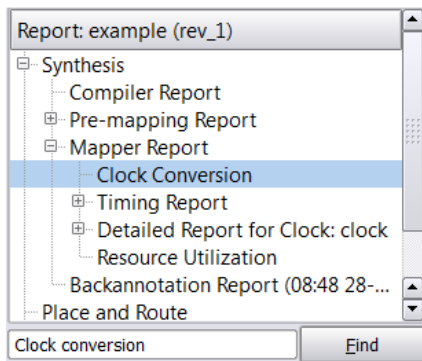 Report: example (rev_1)
Synthesis
Compiler Report
Pre-mapping Report
Mapper Report
Clock Conversion
Timing Report
Detailed Report for Clock: clock
Resource Utilization
Backannotation Report (08:48 28-...
Place and Route
Clock conversion Find